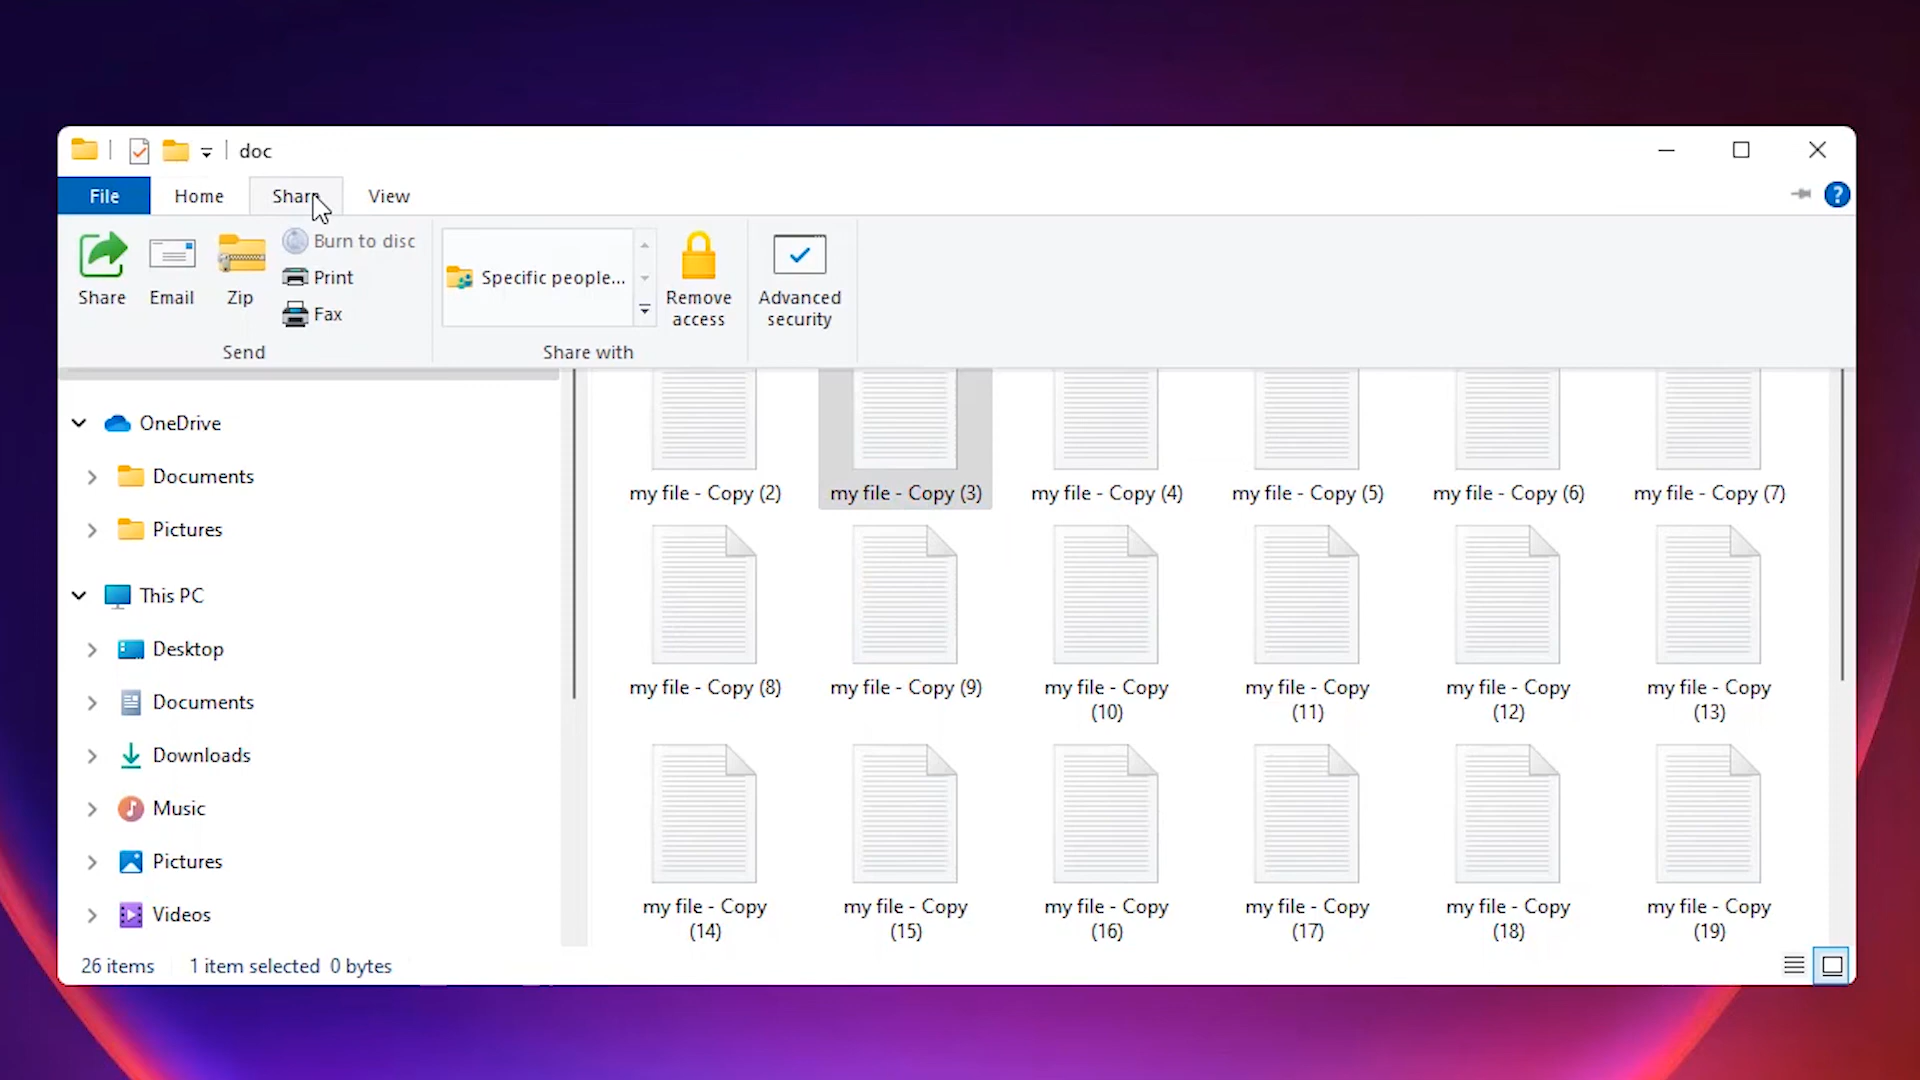 doc
File Home Share View
Share Email Zip Burn to disc
Print
Fax
Specific people...
Remove
access
Advanced
security
Send Share with
OneDrive
Documents
Pictures
This PC
Desktop
Documents
Downloads
Music
Pictures
Videos
my file - Copy (2) my file - Copy (3) my file - Copy (4) my file - Copy (5) my file - Copy (6) my file - Copy (7)
my file - Copy (8) my file - Copy (9) my file - Copy my file - Copy my file - Copy my file - Copy
(10) (11) (12) (13)
my file - Copy my file - Copy my file - Copy my file - Copy my file - Copy my file - Copy
(14) (15) (16) (17) (18) (19)
26 items 1 item selected 0 bytes